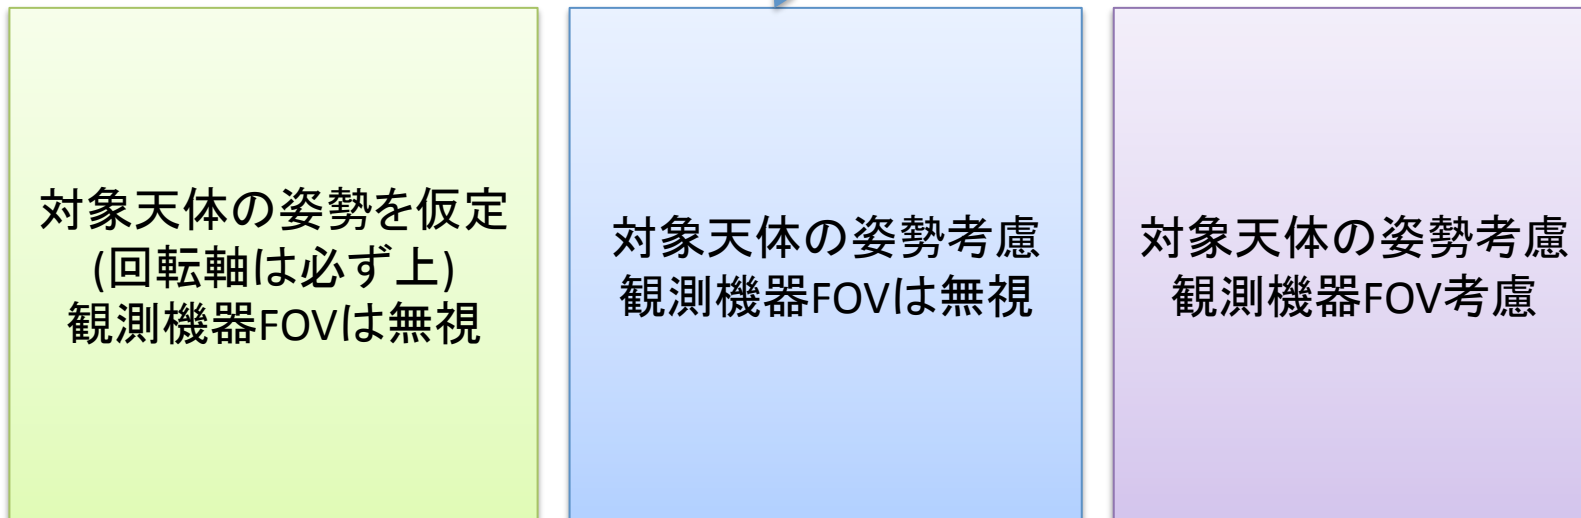 対象天体の姿勢を仮定
(回転軸は必ず上)
観測機器FOVは無視
対象天体の姿勢考慮
観測機器FOVは無視
対象天体の姿勢考慮
観測機器FOV考慮